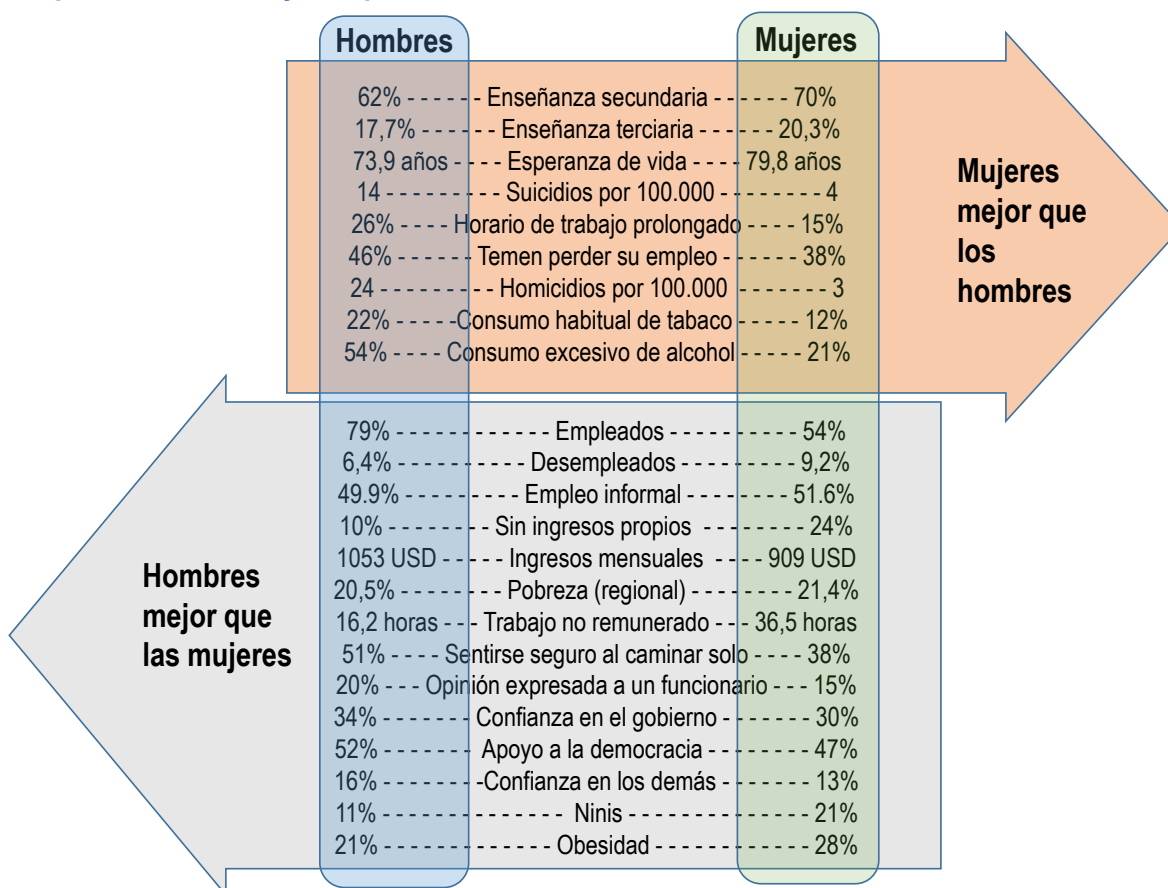 Hombres Mujeres
62% - - - - - - Enseñanza secundaria - - - - - - 70%
17,7% - - - - - - Enseñanza terciaria - - - - - - 20,3%
73,9 años - - - Esperanza de vida - - - - 79,8 años
14 - - - - - - - - Suicidios por 100.000 - - - - - - 4
26% - - - Horario de trabajo prolongado - - - 15%
46% - - - - - Temen perder su empleo - - - - 38%
24 - - - - - - - Homicidios por 100.000 - - - - - - - 3
22% - - - - -Consumo habitual de tabaco - - - - 12%
54% - - - - Consumo excesivo de alcohol - - - - 21%
Mujeres
mejor que
los
hombres
79% - - - - - - - - - - - - Empleados - - - - - - - - - 54%
6,4% - - - - - - - - - - Desempleados - - - - - - - - 9,2%
49.9% - - - - - - - - - Empleo informal - - - - - - - 51.6%
10% - - - - - - - - Sin ingresos propios - - - - - - - 24%
1053 USD - - - - - Ingresos mensuales - - - - 909 USD
20,5% - - - - - - - - Pobreza (regional) - - - - - - - 21,4%
16,2 horas - - - Trabajo no remunerado - - - 36,5 horas
51% - - - - Sentirse seguro al caminar solo - - - - 38%
20% - - - Opinión expresada a un funcionario - - - 15%
34% - - - - - - - Confianza en el gobierno - - - - - - 30%
52% - - - - - - - Apoyo a la democracia - - - - - - - 47%
16% - - - - - - - -Confianza en los demás - - - - - - 13%
11% - - - - - - - - - - - - - Ninis - - - - - - - - - - - - 21%
21% - - - - - - - - - - - - Obesidad - - - - - - - - - - - 28%
Hombres
mejor que
las mujeres